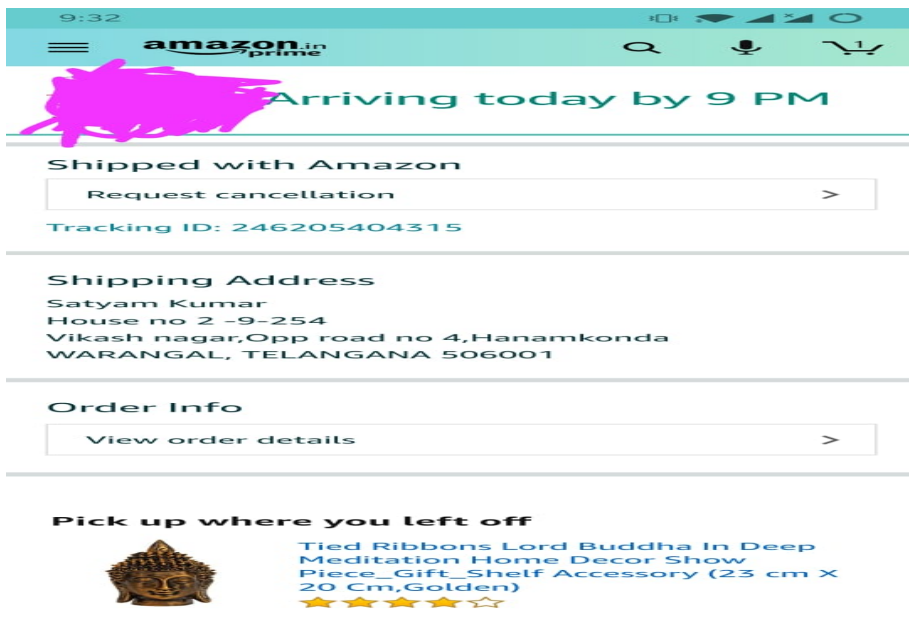 9:32
amazon.in
prime
1
Arriving today by 9 PM
Shipped with Amazon
Request cancellation >
Tracking ID: 246205404315
Shipping Address
Satyam Kumar
House no 2 -9-254
Vikash nagar,Opp road no 4,Hanamkonda
WARANGAL, TELANGANA 506001
Order Info
View order details >
Pick up where you left off
Tied Ribbons Lord Buddha In Deep
Meditation Home Decor Show
Piece_Gift_Shelf Accessory (23 cm X
20 Cm,Golden)